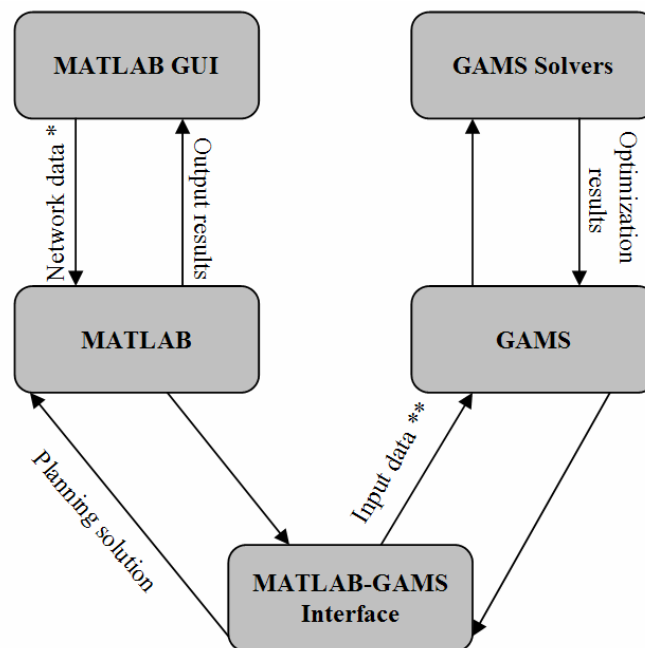 MATLAB GUI
GAMS Solvers
Network data *
Output results
Optimization
results
MATLAB
GAMS
Planning solution
Input data **
MATLAB-GAMS
Interface